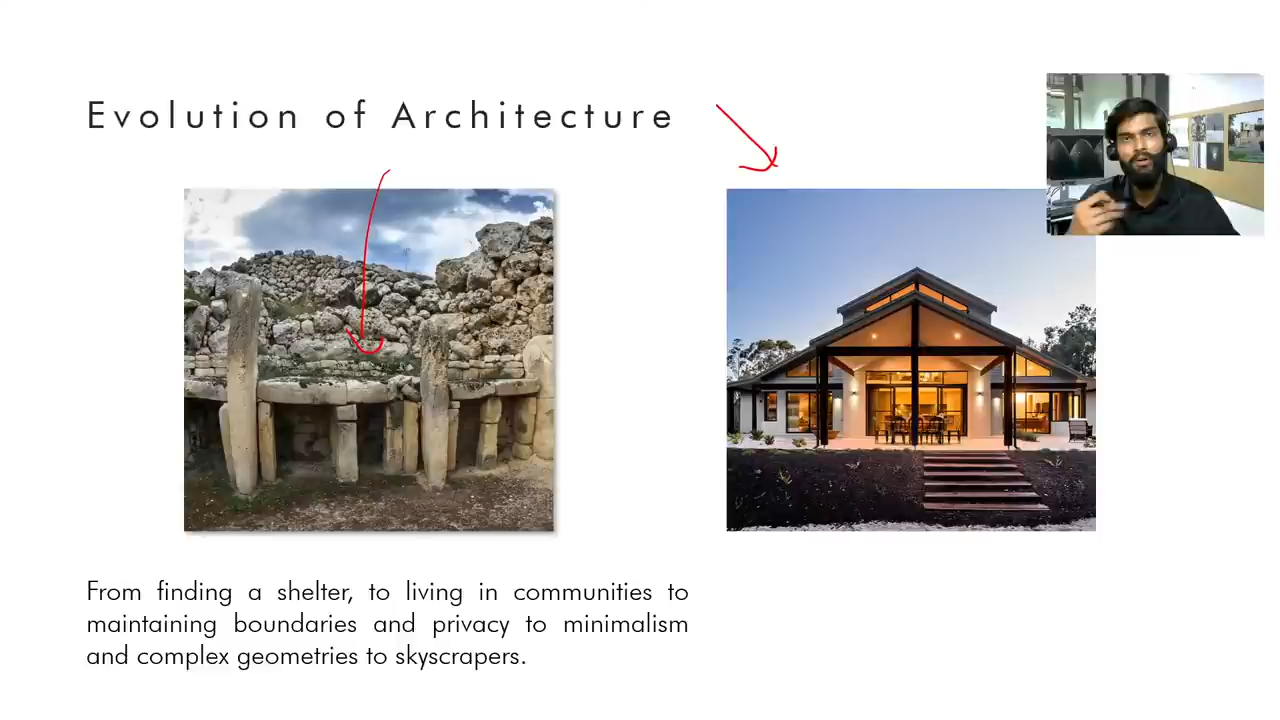 Evolution of Architecture
From finding a shelter, to living in communities to
maintaining boundaries and privacy to minimalism
and complex geometries to skyscrapers.